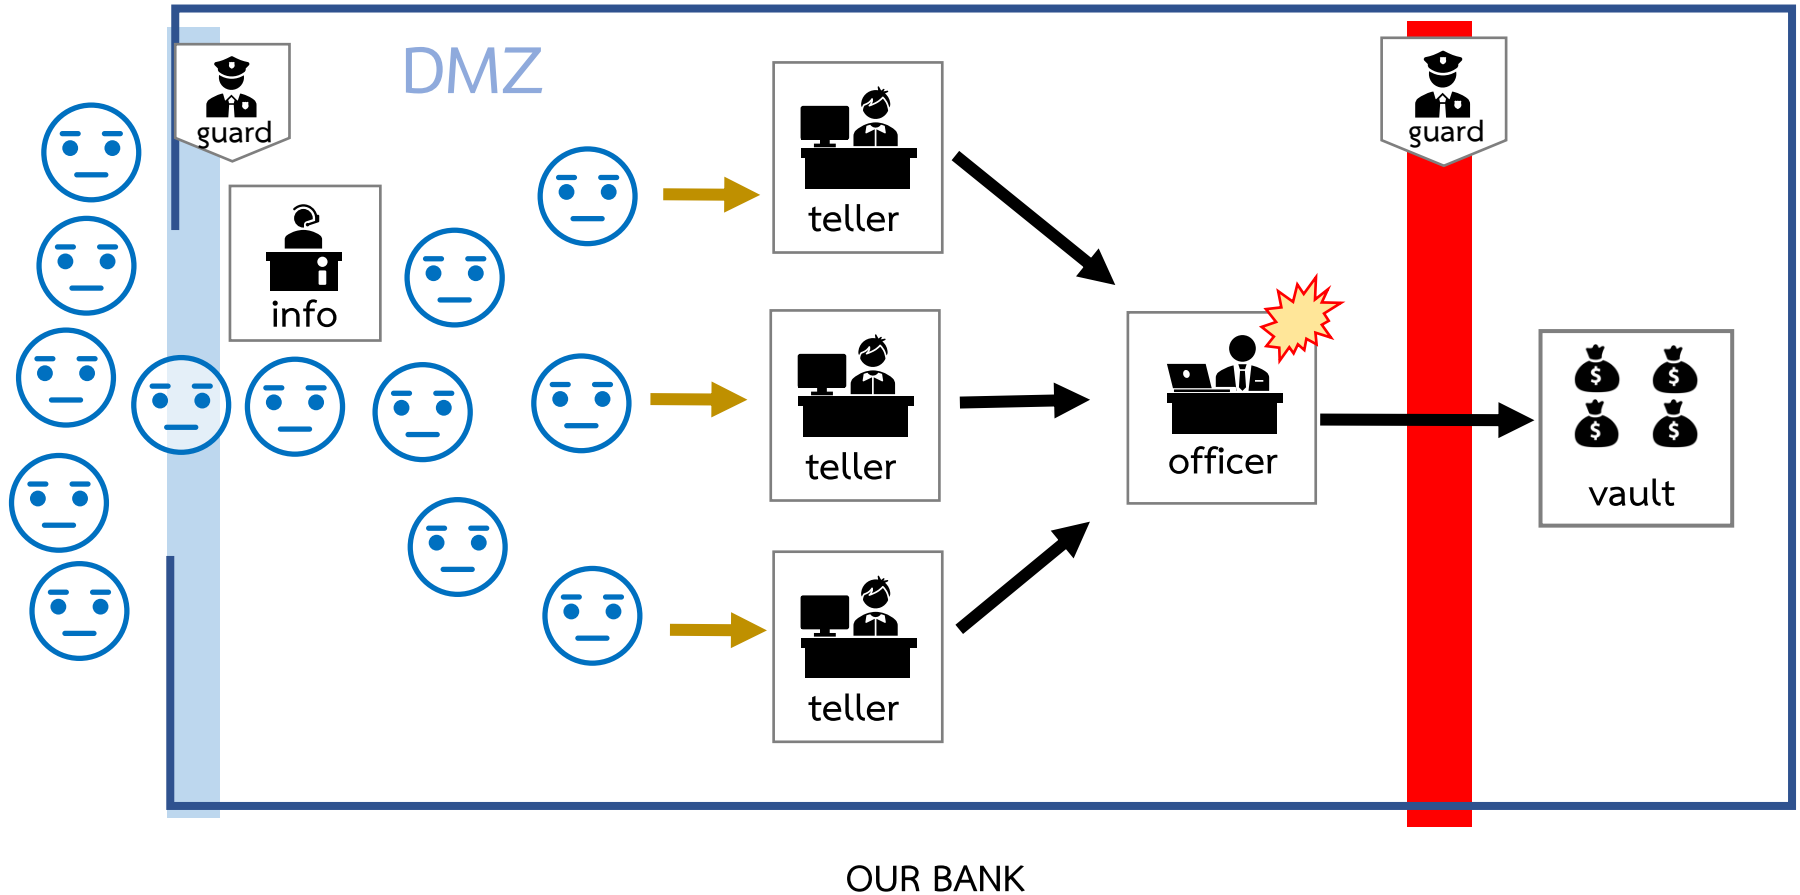 DMZ
guard
guard
info
teller
teller
teller
officer
$ $
$ $
vault
OUR BANK